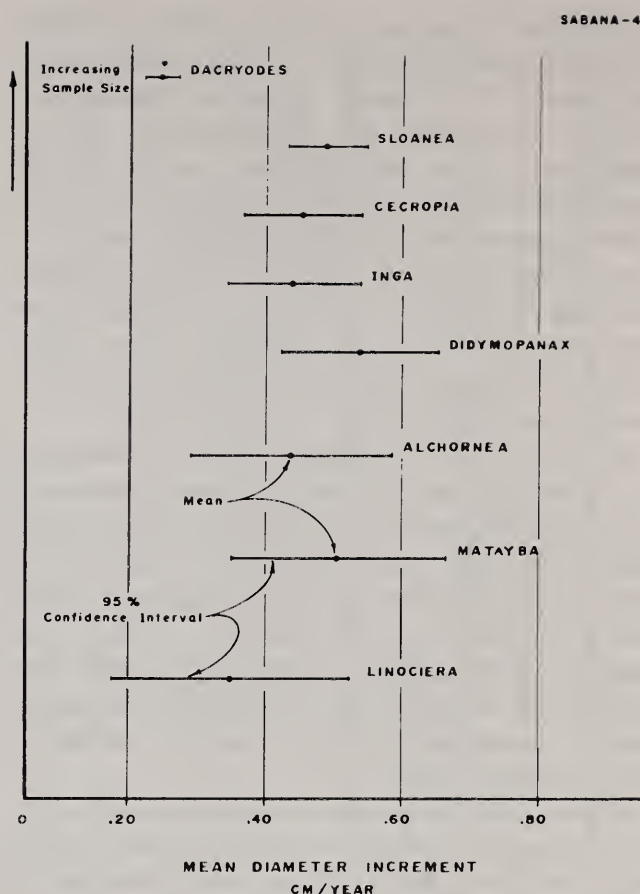 SABANA-4
Increasing
Sample Size
DACRYODES
SLOANEA
CECROPIA
INGA
DIDYMOPANAX
ALCHORNEA
Mean
MATAYBA
95 %
Confidence Interval
LINOCIERA
0 .20 .40 .60 .80
MEAN DIAMETER INCREMENT
CM/YEAR